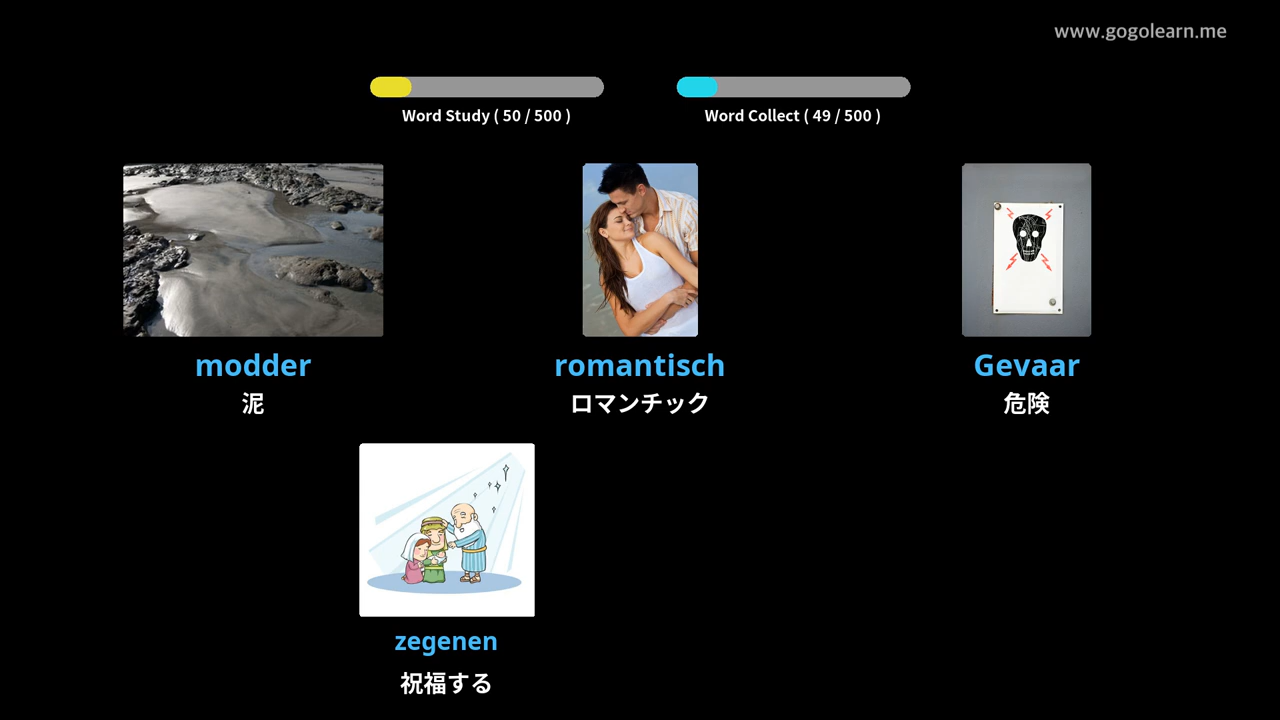 www.gogolearn.me
Word Study ( 50 / 500 )
Word Collect ( 49 / 500 )
modder
romantisch
Gevaar
泥
ロマンチック
危険
zegenen
祝福する